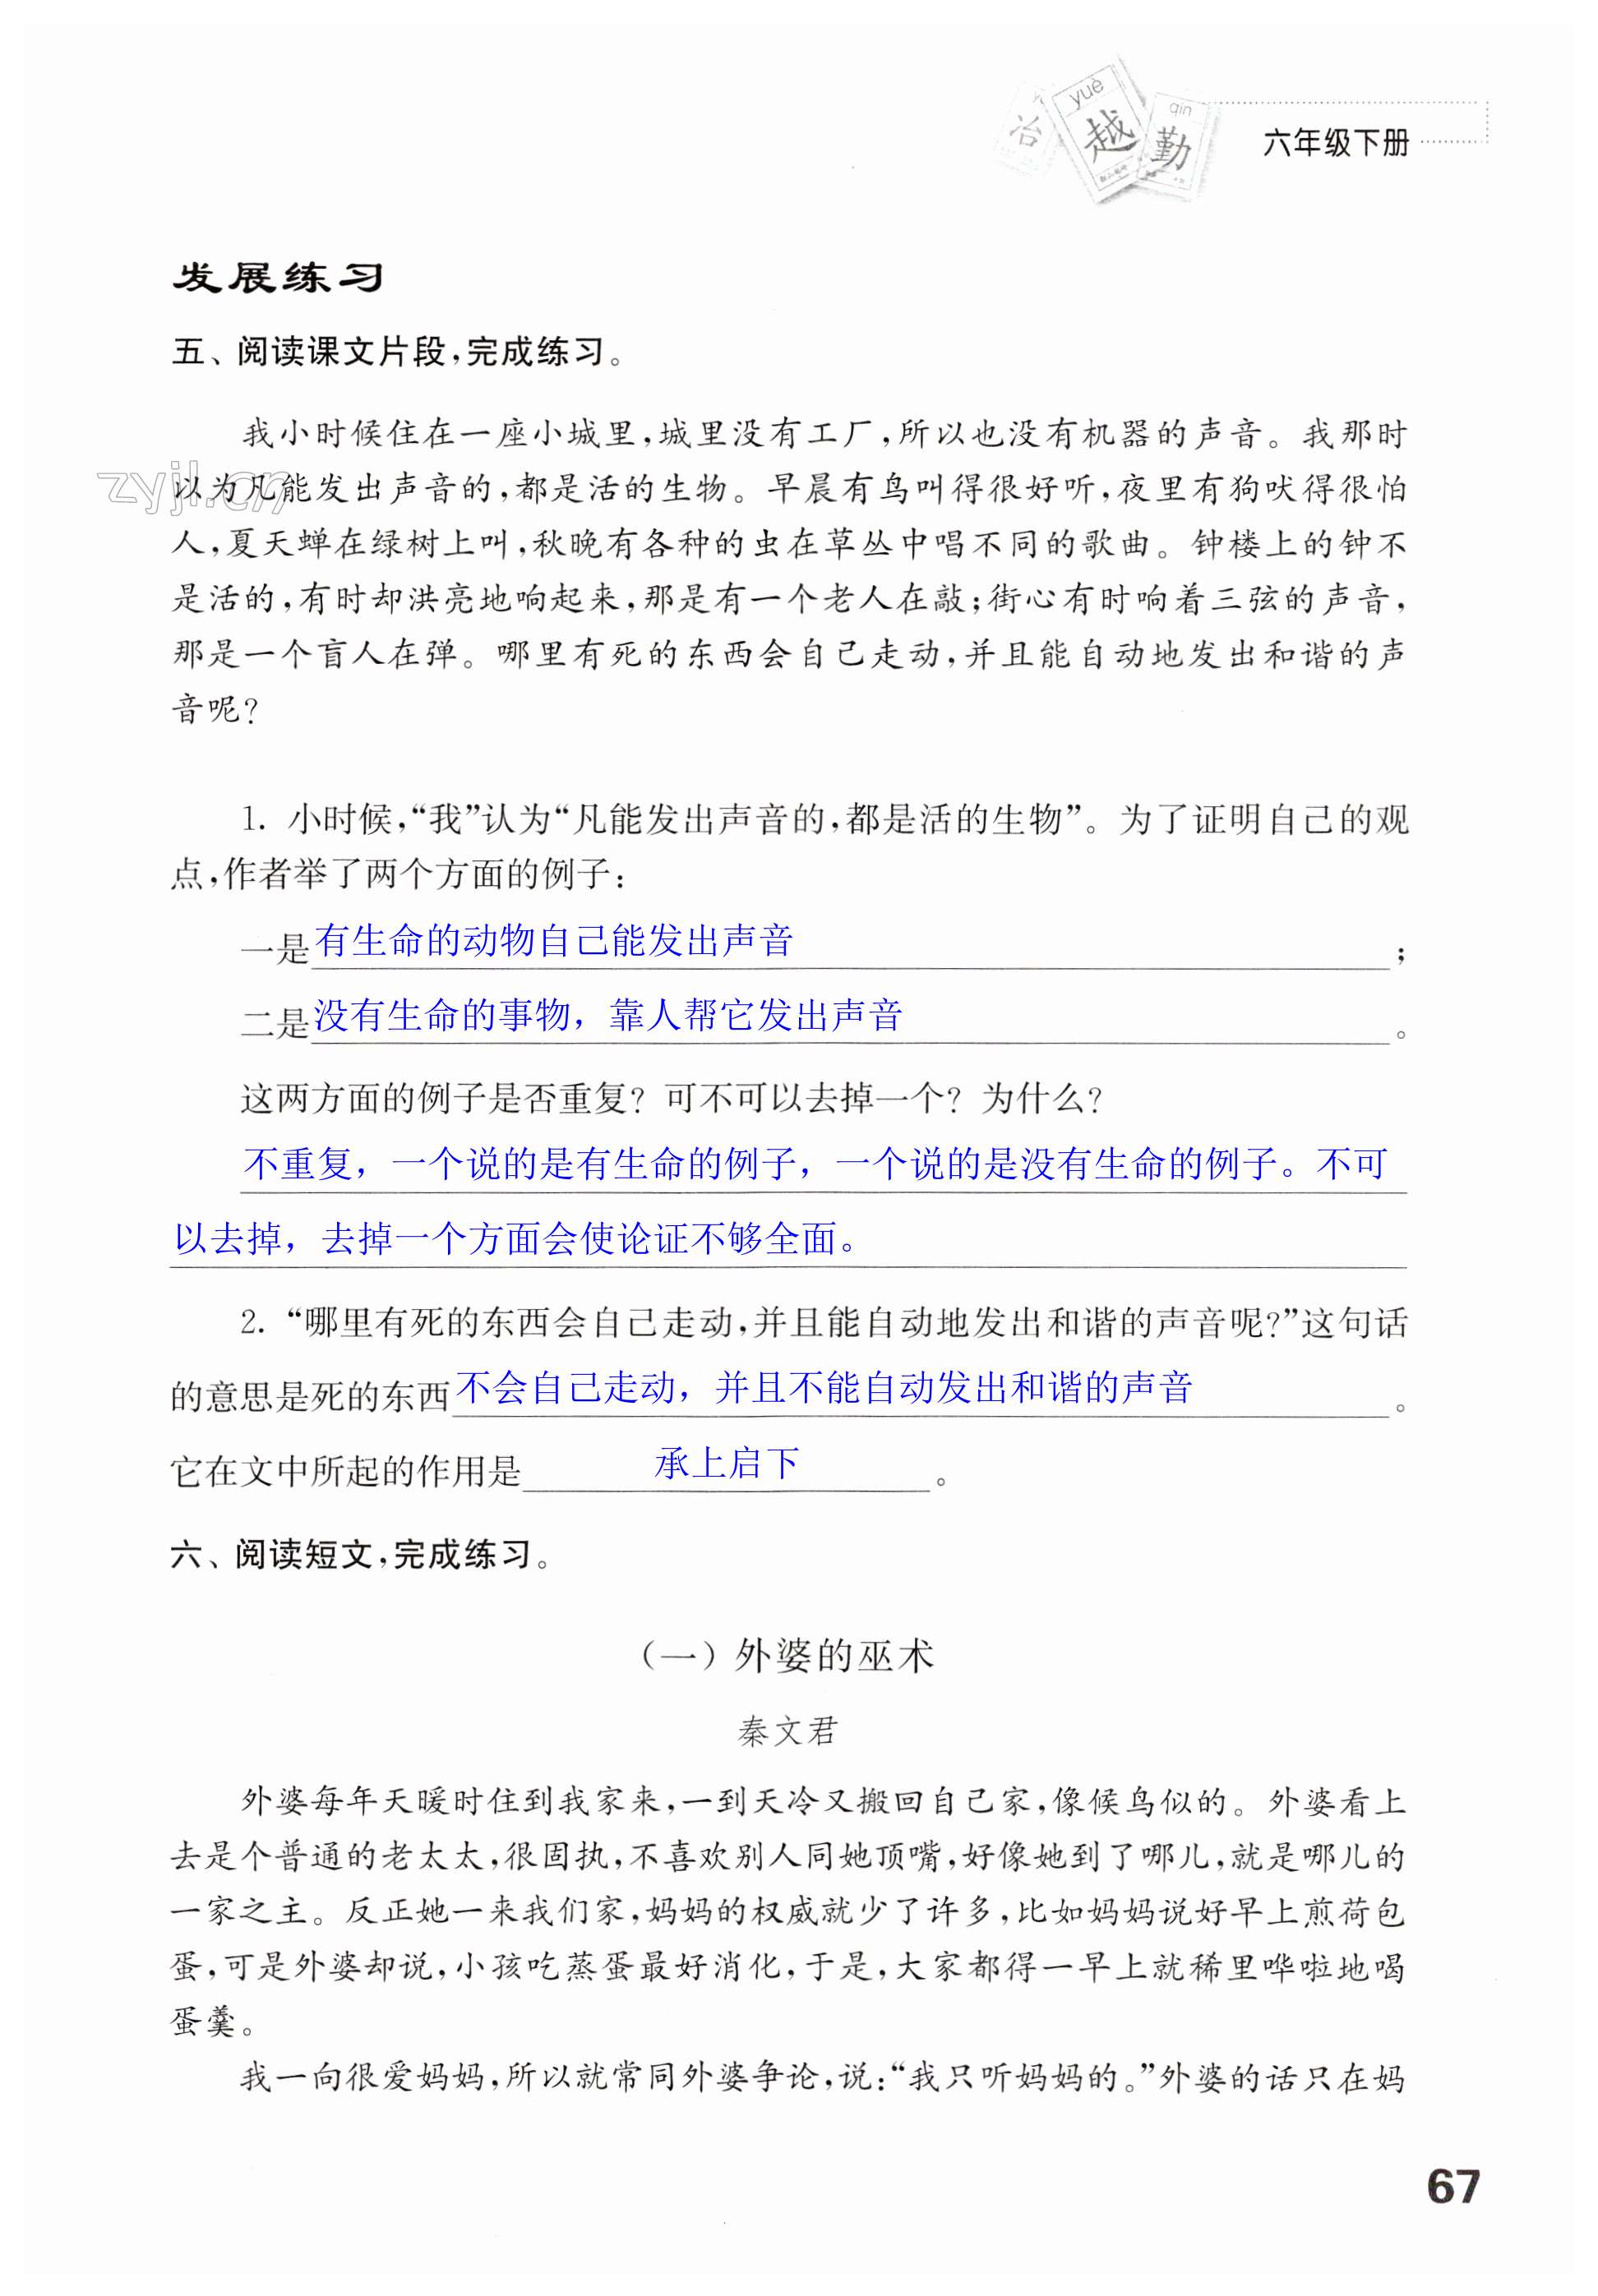 yuè
qín
冶
越
勤
六年级下册
发展练习
五、阅读课文片段,完成练习。
我小时候住在一座小城里,城里没有工厂,所以也没有机器的声音。我那时
zyjl.cn
以为凡能发出声音的,都是活的生物。早晨有鸟叫得很好听,夜里有狗吠得很怕
人,夏天蝉在绿树上叫,秋晚有各种的虫在草丛中唱不同的歌曲。钟楼上的钟不
是活的,有时却洪亮地响起来,那是有一个老人在敲;街心有时响着三弦的声音,
那是一个盲人在弹。哪里有死的东西会自己走动,并且能自动地发出和谐的声
音呢?
1. 小时候,“我”认为“凡能发出声音的,都是活的生物”。为了证明自己的观
点,作者举了两个方面的例子:
一是有生命的动物自己能发出声音;
二是没有生命的事物，靠人帮它发出声音。
这两方面的例子是否重复? 可不可以去掉一个? 为什么?
不重复，一个说的是有生命的例子，一个说的是没有生命的例子。不可
以去掉，去掉一个方面会使论证不够全面。
2. “哪里有死的东西会自己走动,并且能自动地发出和谐的声音呢?”这句话
的意思是死的东西不会自己走动，并且不能自动发出和谐的声音。
它在文中所起的作用是 承上启下 。
六、阅读短文,完成练习。
(一) 外婆的巫术
秦文君
外婆每年天暖时住到我家来,一到天冷又搬回自己家,像候鸟似的。外婆看上
去是个普通的老太太,很固执,不喜欢别人同她顶嘴,好像她到了哪儿,就是哪儿的
一家之主。反正她一来我们家,妈妈的权威就少了许多,比如妈妈说好早上煎荷包
蛋,可是外婆却说,小孩吃蒸蛋最好消化,于是,大家都得一早上就稀里哗啦地喝
蛋羹。
我一向很爱妈妈,所以就常同外婆争论,说:“我只听妈妈的。”外婆的话只在妈
67